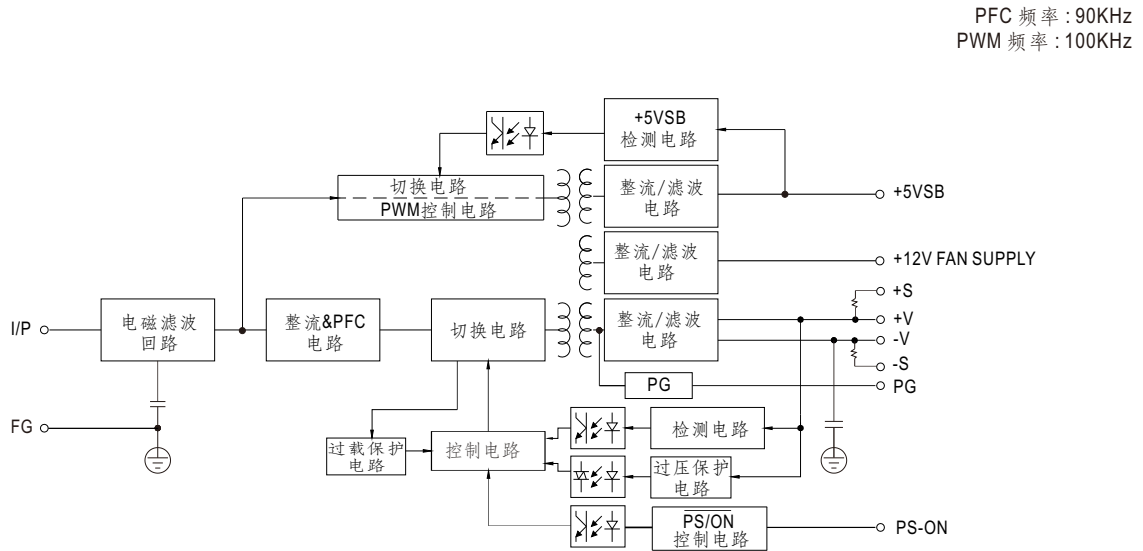 PFC 频率 : 90KHz
PWM 频率 : 100KHz
+5VSB
检测电路
切换电路
PWM控制电路
整流/滤波
电路
+5VSB
整流/滤波
电路
+12V FAN SUPPLY
+S
I/P
电磁滤波
回路
整流&PFC
电路
切换电路
整流/滤波
电路
+V
-V
-S
PG
PG
FG
过载保护
电路
控制电路
检测电路
过压保护
电路
PS/ON
控制电路
PS-ON